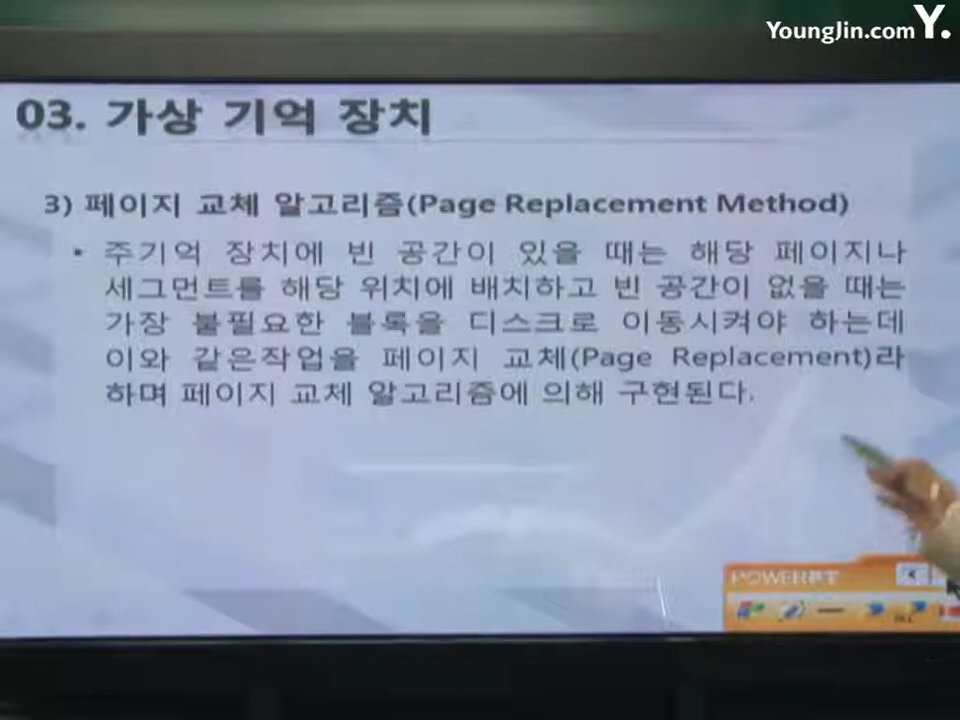 YoungJin.com Y.
03. 가상 기억 장치
3) 페이지 교체 알고리즘(Page Replacement Method)
• 주기억 장치에 빈 공간이 있을 때는 해당 페이지나
세그먼트를 해당 위치에 배치하고 빈 공간이 없을 때는
가장 불필요한 블록을 디스크로 이동시켜야 하는데
이와 같은작업을 페이지 교체(Page Replacement)라
하며 페이지 교체 알고리즘에 의해 구현된다.
POWERPT